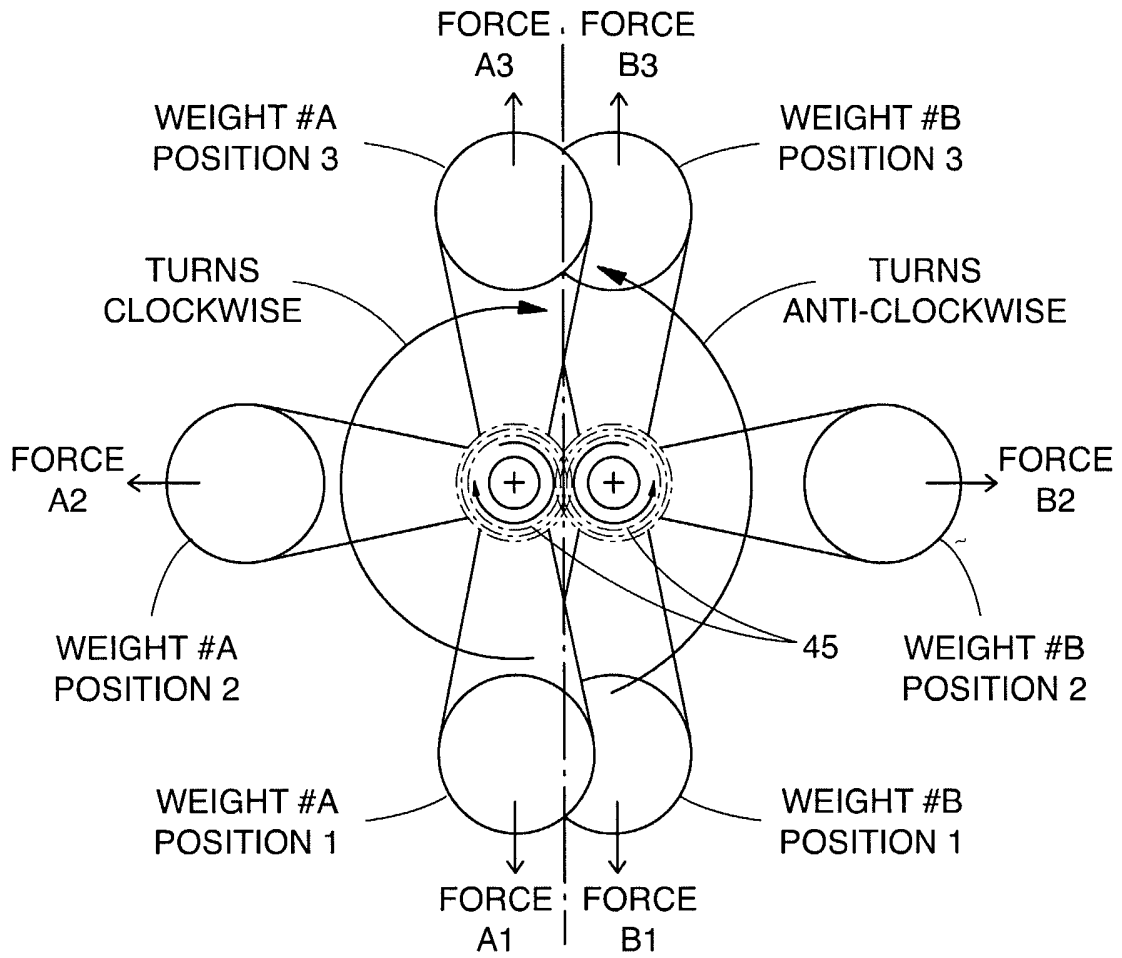 FORCE
A3
FORCE
B3
WEIGHT #A
POSITION 3
WEIGHT #B
POSITION 3
TURNS
CLOCKWISE
TURNS
ANTI-CLOCKWISE
FORCE
A2
FORCE
B2
WEIGHT #A
POSITION 2
45
WEIGHT #B
POSITION 2
WEIGHT #A
POSITION 1
WEIGHT #B
POSITION 1
FORCE
A1
FORCE
B1